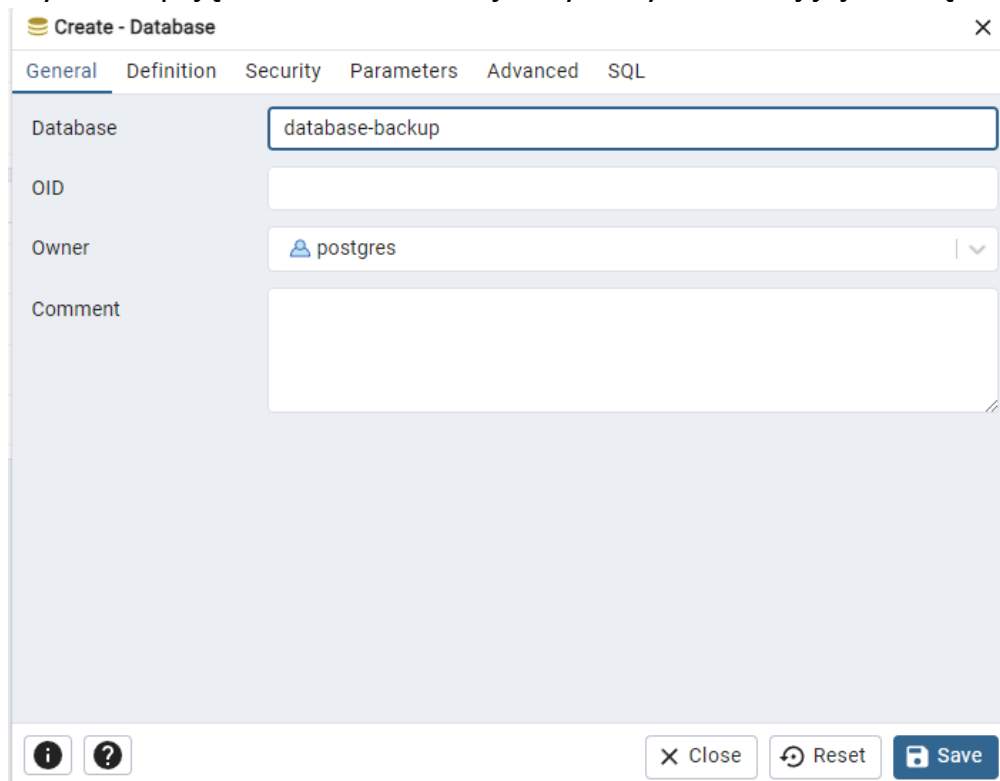 Create - Database
General Definition Security Parameters Advanced SQL
Database database-backup
OID
Owner postgres
Comment
Close Reset Save